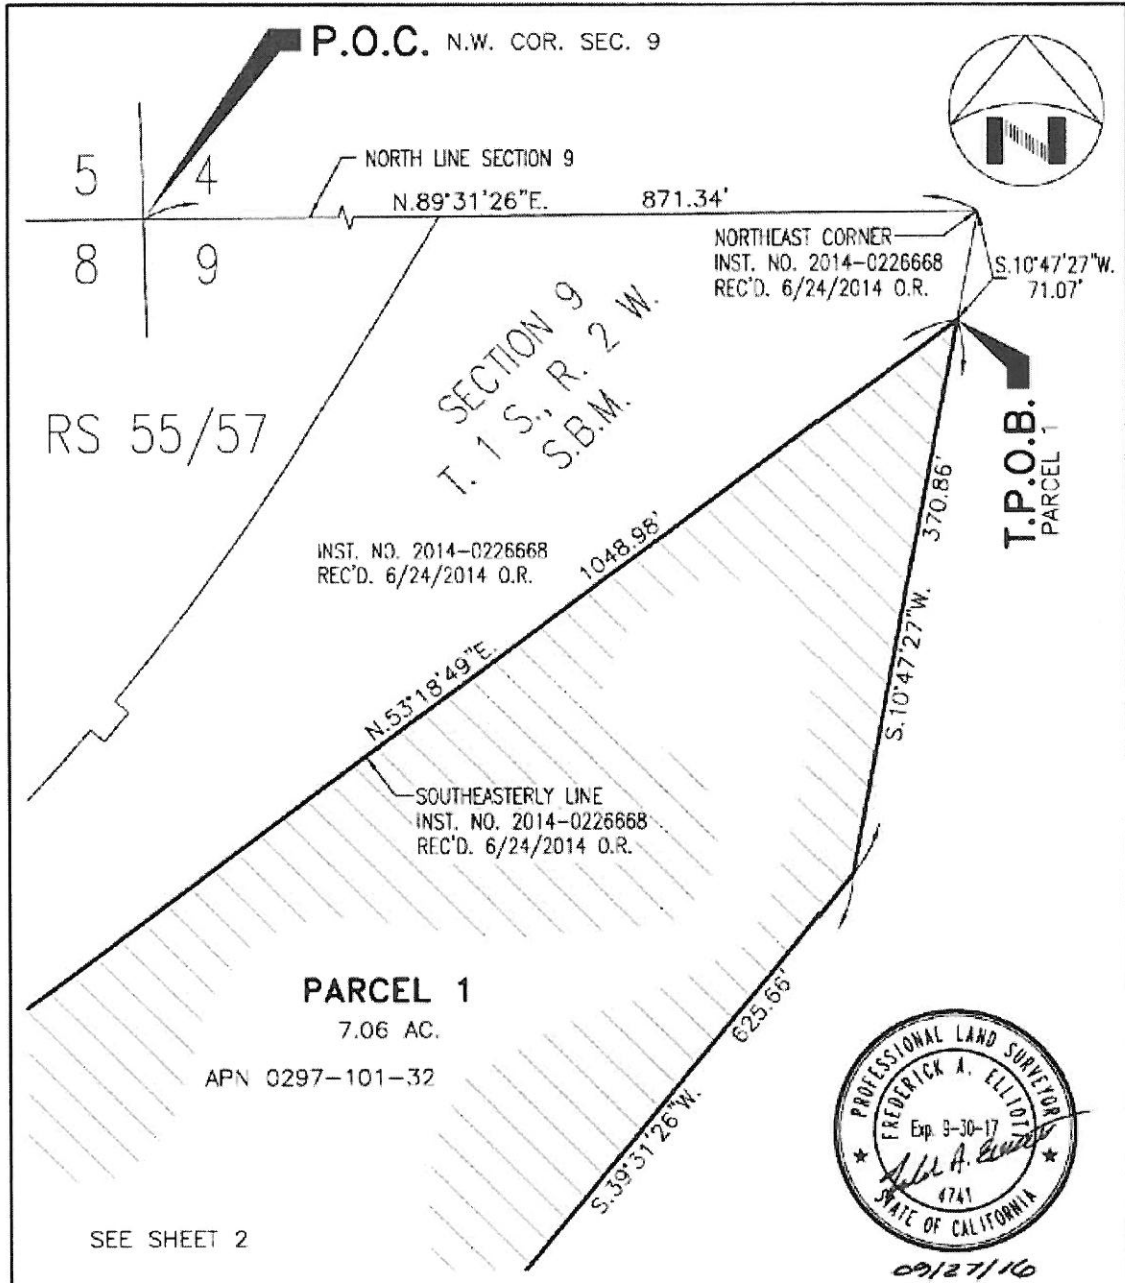 P.O.C. N.W. COR. SEC. 9
N
5 4
8 9
NORTH LINE SECTION 9
N.89°31'26"E. 871.34'
NORTHEAST CORNER
INST. NO. 2014-0226668
REC'D. 6/24/2014 O.R.
S.10°47'27"W.
71.07'
RS 55/57
SECTION 9
T. 1 S., R. 2 W.
S.B.M.
T.P.O.B.
PARCEL 1
INST. NO. 2014-0226668
REC'D. 6/24/2014 O.R.
N.53°18'49"E. 1048.98'
S.10°47'27"W. 370.86'
SOUTHEASTERLY LINE
INST. NO. 2014-0226668
REC'D. 6/24/2014 O.R.
PARCEL 1
7.06 AC.
APN 0297-101-32
S.39°31'26"W. 625.66'
SEE SHEET 2
PROFESSIONAL LAND SURVEYOR
FREDERICK A. ELLIOTT
Exp. 9-30-17
4741
STATE OF CALIFORNIA
09/27/16